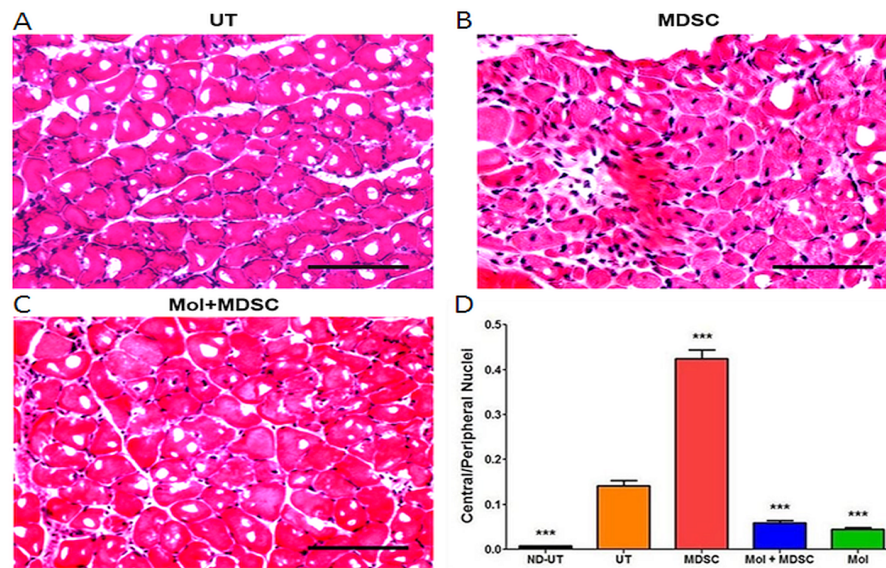 A
UT
B
MDSC
C
Mol+MDSC
D
Central/Peripheral Nuclei
0.5
0.4
0.3
0.2
0.1
0.0
***
***
***
***
ND-UT
UT
MDSC
Mol + MDSC
Mol